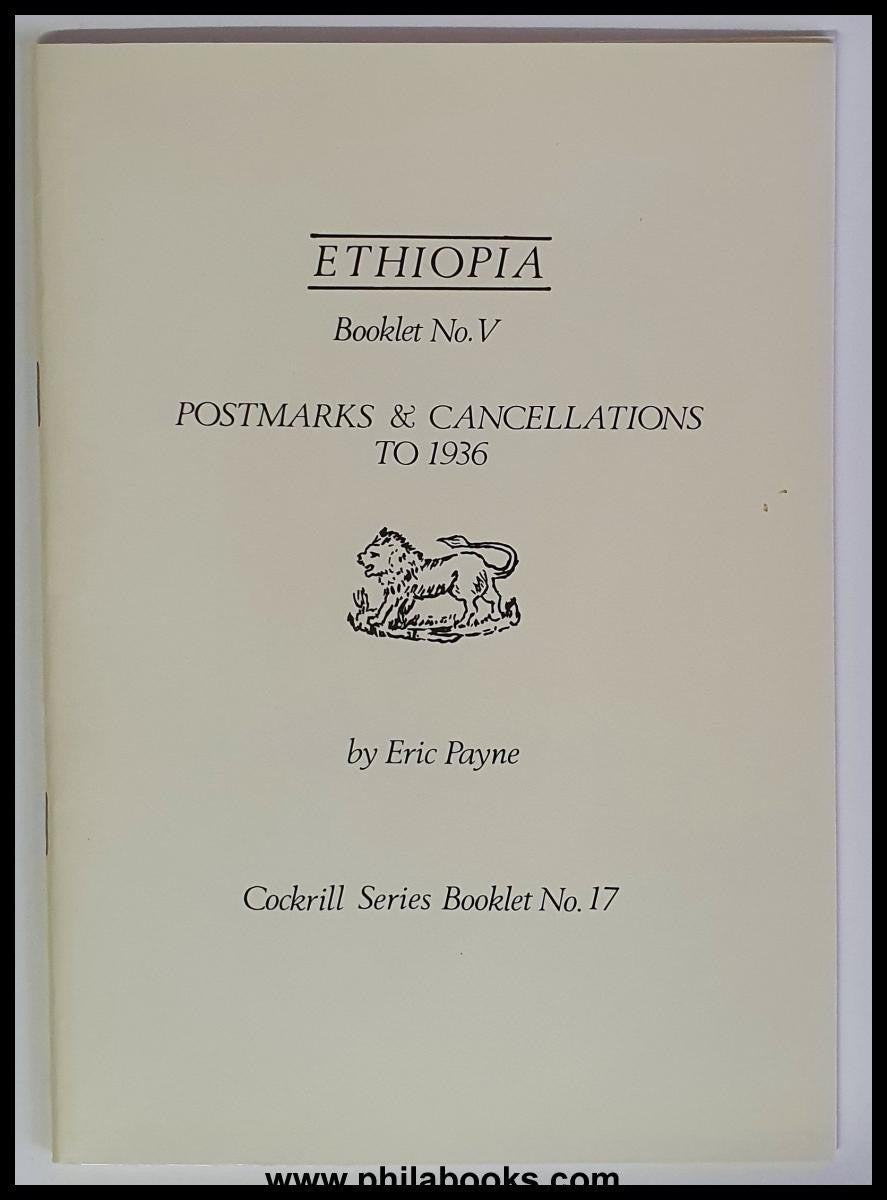 ETHIOPIA
Booklet No. V
POSTMARKS & CANCELLATIONS
TO 1936
by Eric Payne
Cockrill Series Booklet No. 17
www.philabooks.com